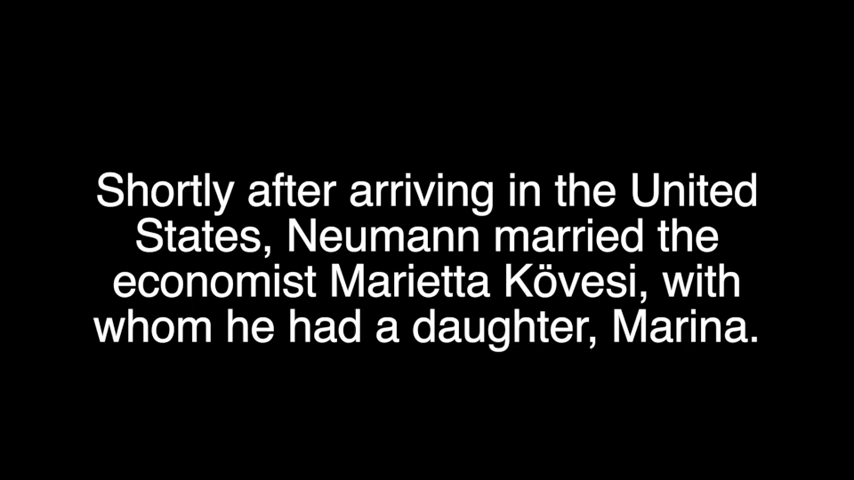 Shortly after arriving in the United
States, Neumann married the
economist Marietta Kövesi, with
whom he had a daughter, Marina.